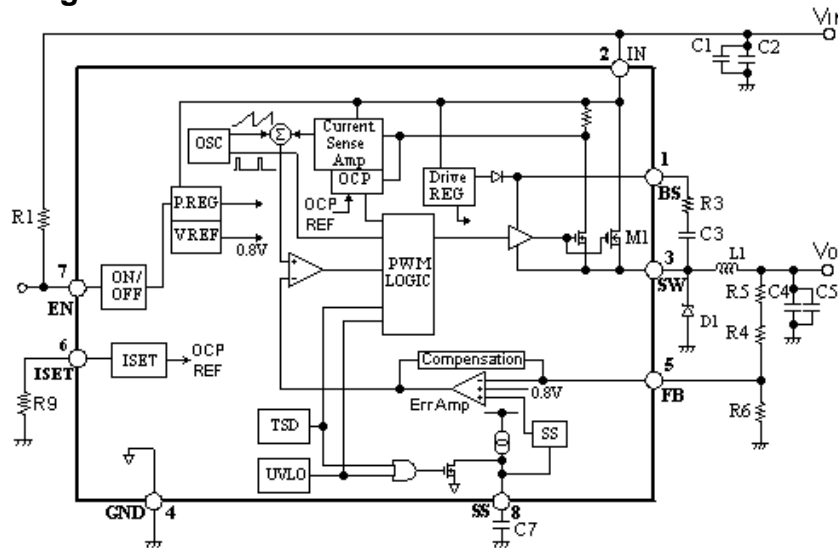 g
VIN
C1 C2
2 IN
OSC
Σ
Current
Sense
Amp
OCP
OCP
REF
Drive
REG
1
BS
R3
C3
R1
P.REG
VREF
0.8V
7
EN
ON/
OFF
PWM
LOGIC
M1
3
SW
L1
VO
R5
C4
C5
D1
R4
6
ISET
ISET
OCP
REF
R9
Compensation
ErrAmp
0.8V
5
FB
R6
TSD
UVLO
SS
GND
4
SS
8
C7